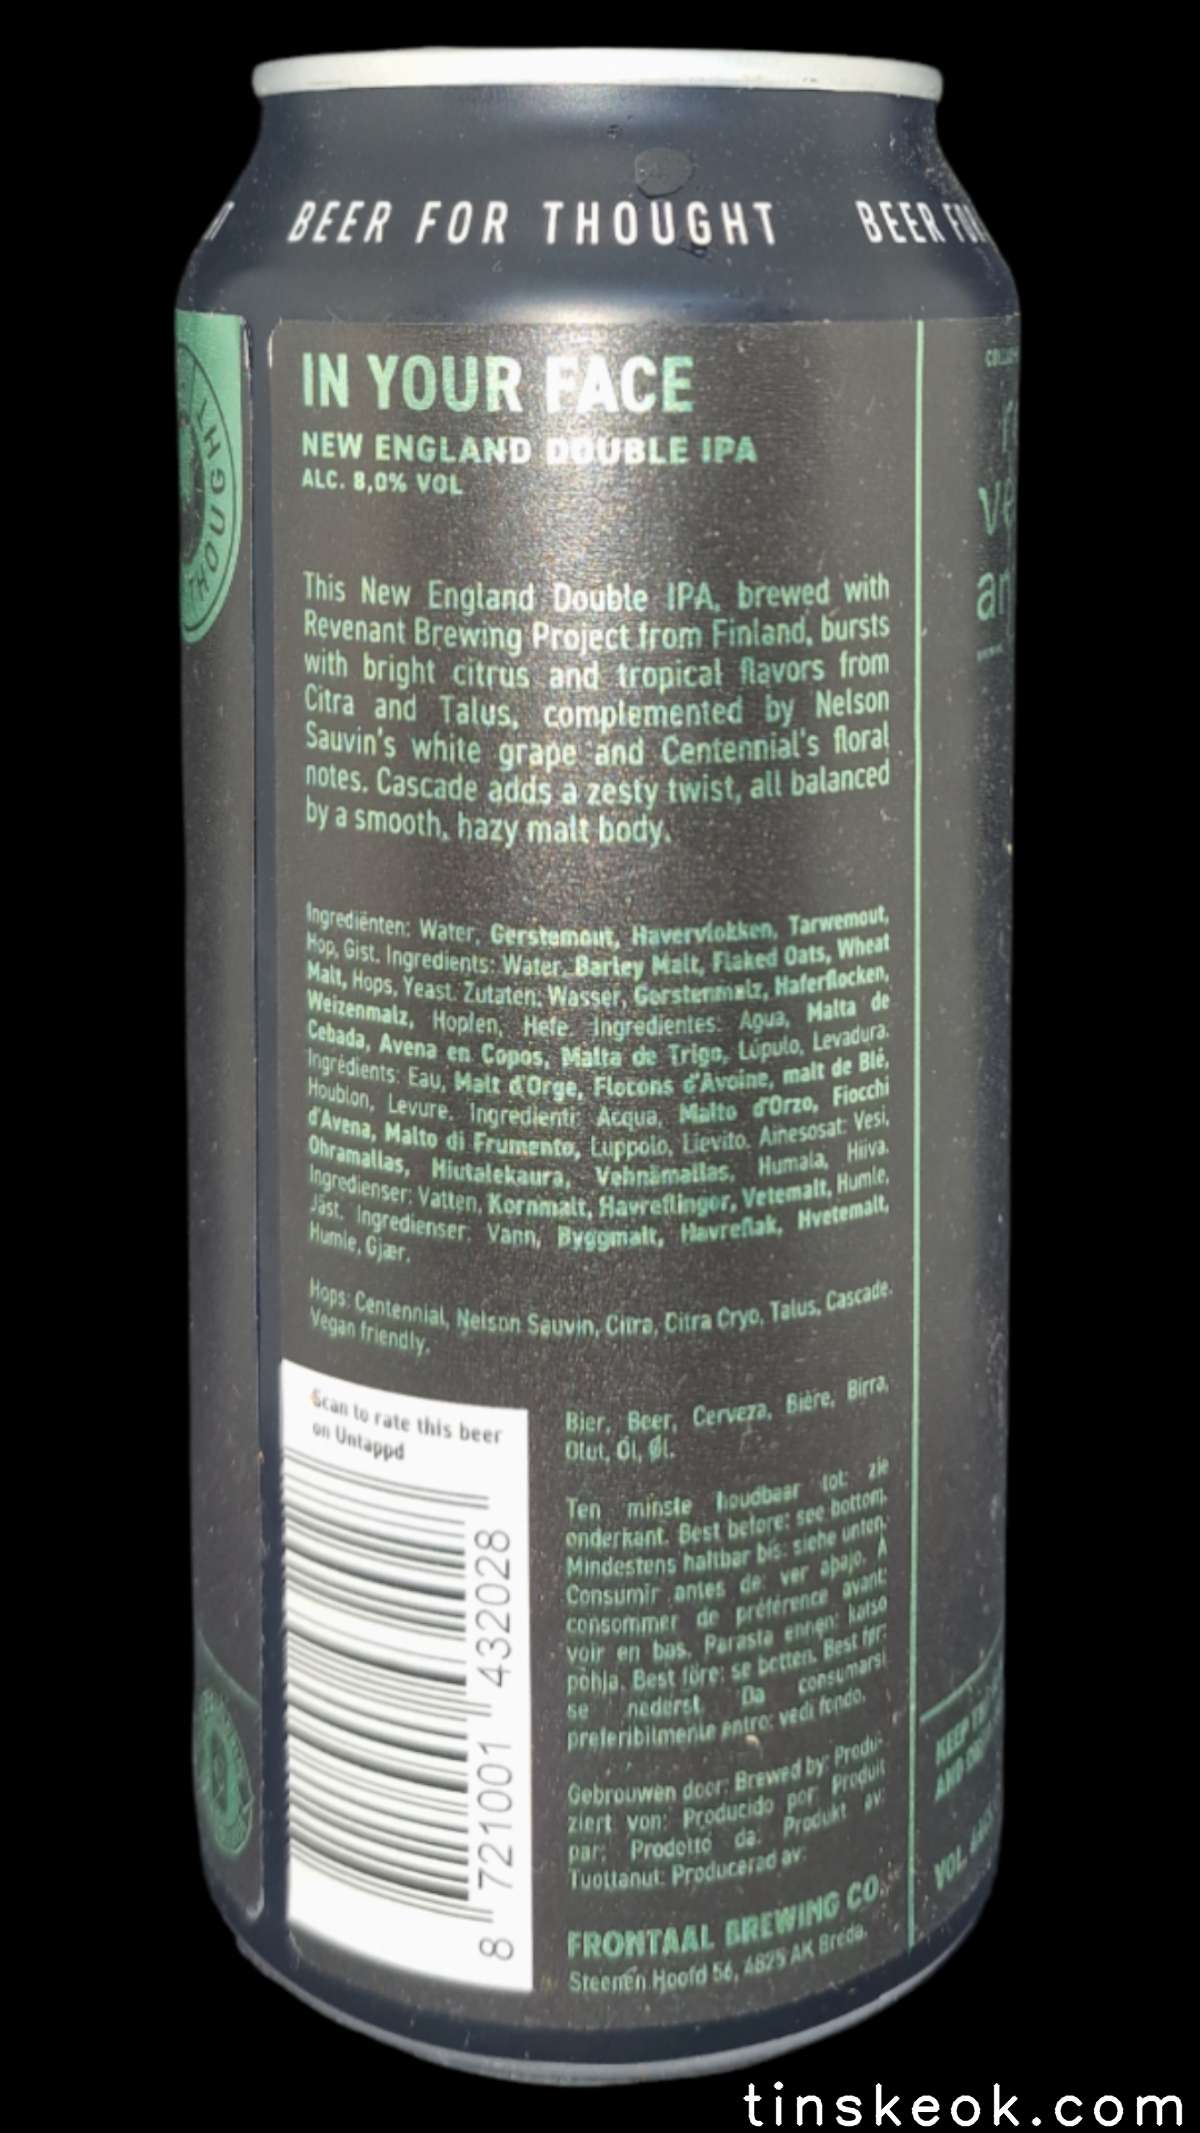 BEER FOR THOUGHT
BEER FOR
THOUGHT
IN YOUR FACE
NEW ENGLAND DOUBLE IPA
ALC. 8,0% VOL
This New England Double IPA, brewed with
Revenant Brewing Project from Finland, bursts
with bright citrus and tropical flavors from
Citra and Talus, complemented by Nelson
Sauvin's white grape and Centennial's floral
notes. Cascade adds a zesty twist, all balanced
by a smooth, hazy malt body.
Ingrediënten: Water, Gerstemout, Havervlokken, Tarwemout,
Hop, Gist. Ingredients: Water, Barley Malt, Flaked Oats, Wheat
Malt, Hops, Yeast. Zutaten: Wasser, Gerstenmalz, Haferflocken,
Weizenmalz, Hopfen, Hefe. Ingredientes: Agua, Malta de
Cebada, Avena en Copos, Malta de Trigo, Lúpulo, Levadura.
Ingrédients: Eau, Malt d'Orge, Flocons d'Avoine, malt de Blé,
Houblon, Levure. Ingredienti: Acqua, Malto d'Orzo, Fiocchi
d'Avena, Malto di Frumento, Luppolo, Lievito. Ainesosat: Vesi,
Ohramallas, Hiutalekaura, Vehnämallas, Humala, Hiiva.
Ingredienser: Vatten, Kornmalt, Havreflingor, Vetemalt, Humle,
Jäst. Ingredienser: Vann, Byggmalt, Havreflak, Hvetemalt,
Humle, Gjær.
Hops: Centennial, Nelson Sauvin, Citra, Citra Cryo, Talus, Cascade.
Vegan friendly.
Scan to rate this beer
on Untappd
8 721001 432028
Bier, Beer, Cerveza, Bière, Birra,
Olut, Öl, Øl.
Ten minste houdbaar tot: zie
onderkant. Best before: see bottom.
Mindestens haltbar bis: siehe unten.
Consumir antes de: ver abajo. À
consommer de préférence avant:
voir en bas. Parasta ennen: katso
pohja. Best före: se botten. Best før:
se nederst. Da consumarsi
preferibilmente entro: vedi fondo.
Gebrouwen door: Brewed by: Produ-
ziert von: Producido por: Produit
par: Prodotto da: Produkt av:
Tuottanut: Producerad av:
FRONTAAL BREWING CO.
Steenen Hoofd 56, 4825 AK Breda.
KEEP
AND
VOL.
tinskeok.com